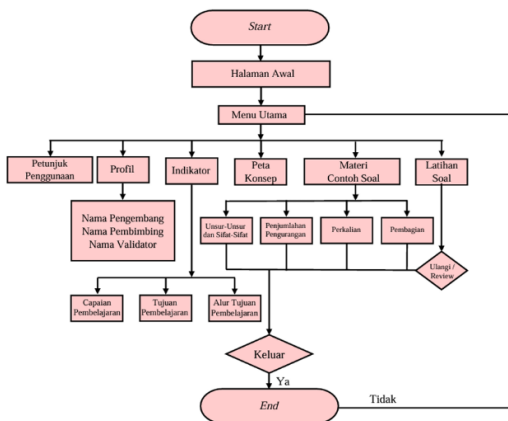 Start
Halaman Awal
Menu Utama
Petunjuk
Penggunaan
Profil
Indikator
Peta
Konsep
Materi
Contoh Soal
Latihan
Soal
Nama Pengembang
Nama Pembimbing
Nama Validator
Unsur-Unsur
dan Sifat-Sifat
Penjumlahan
Pengurangan
Perkalian
Pembagian
Ulangi /
Review
Capaian
Pembelajaran
Tujuan
Pembelajaran
Alur Tujuan
Pembelajaran
Keluar
Ya
End
Tidak